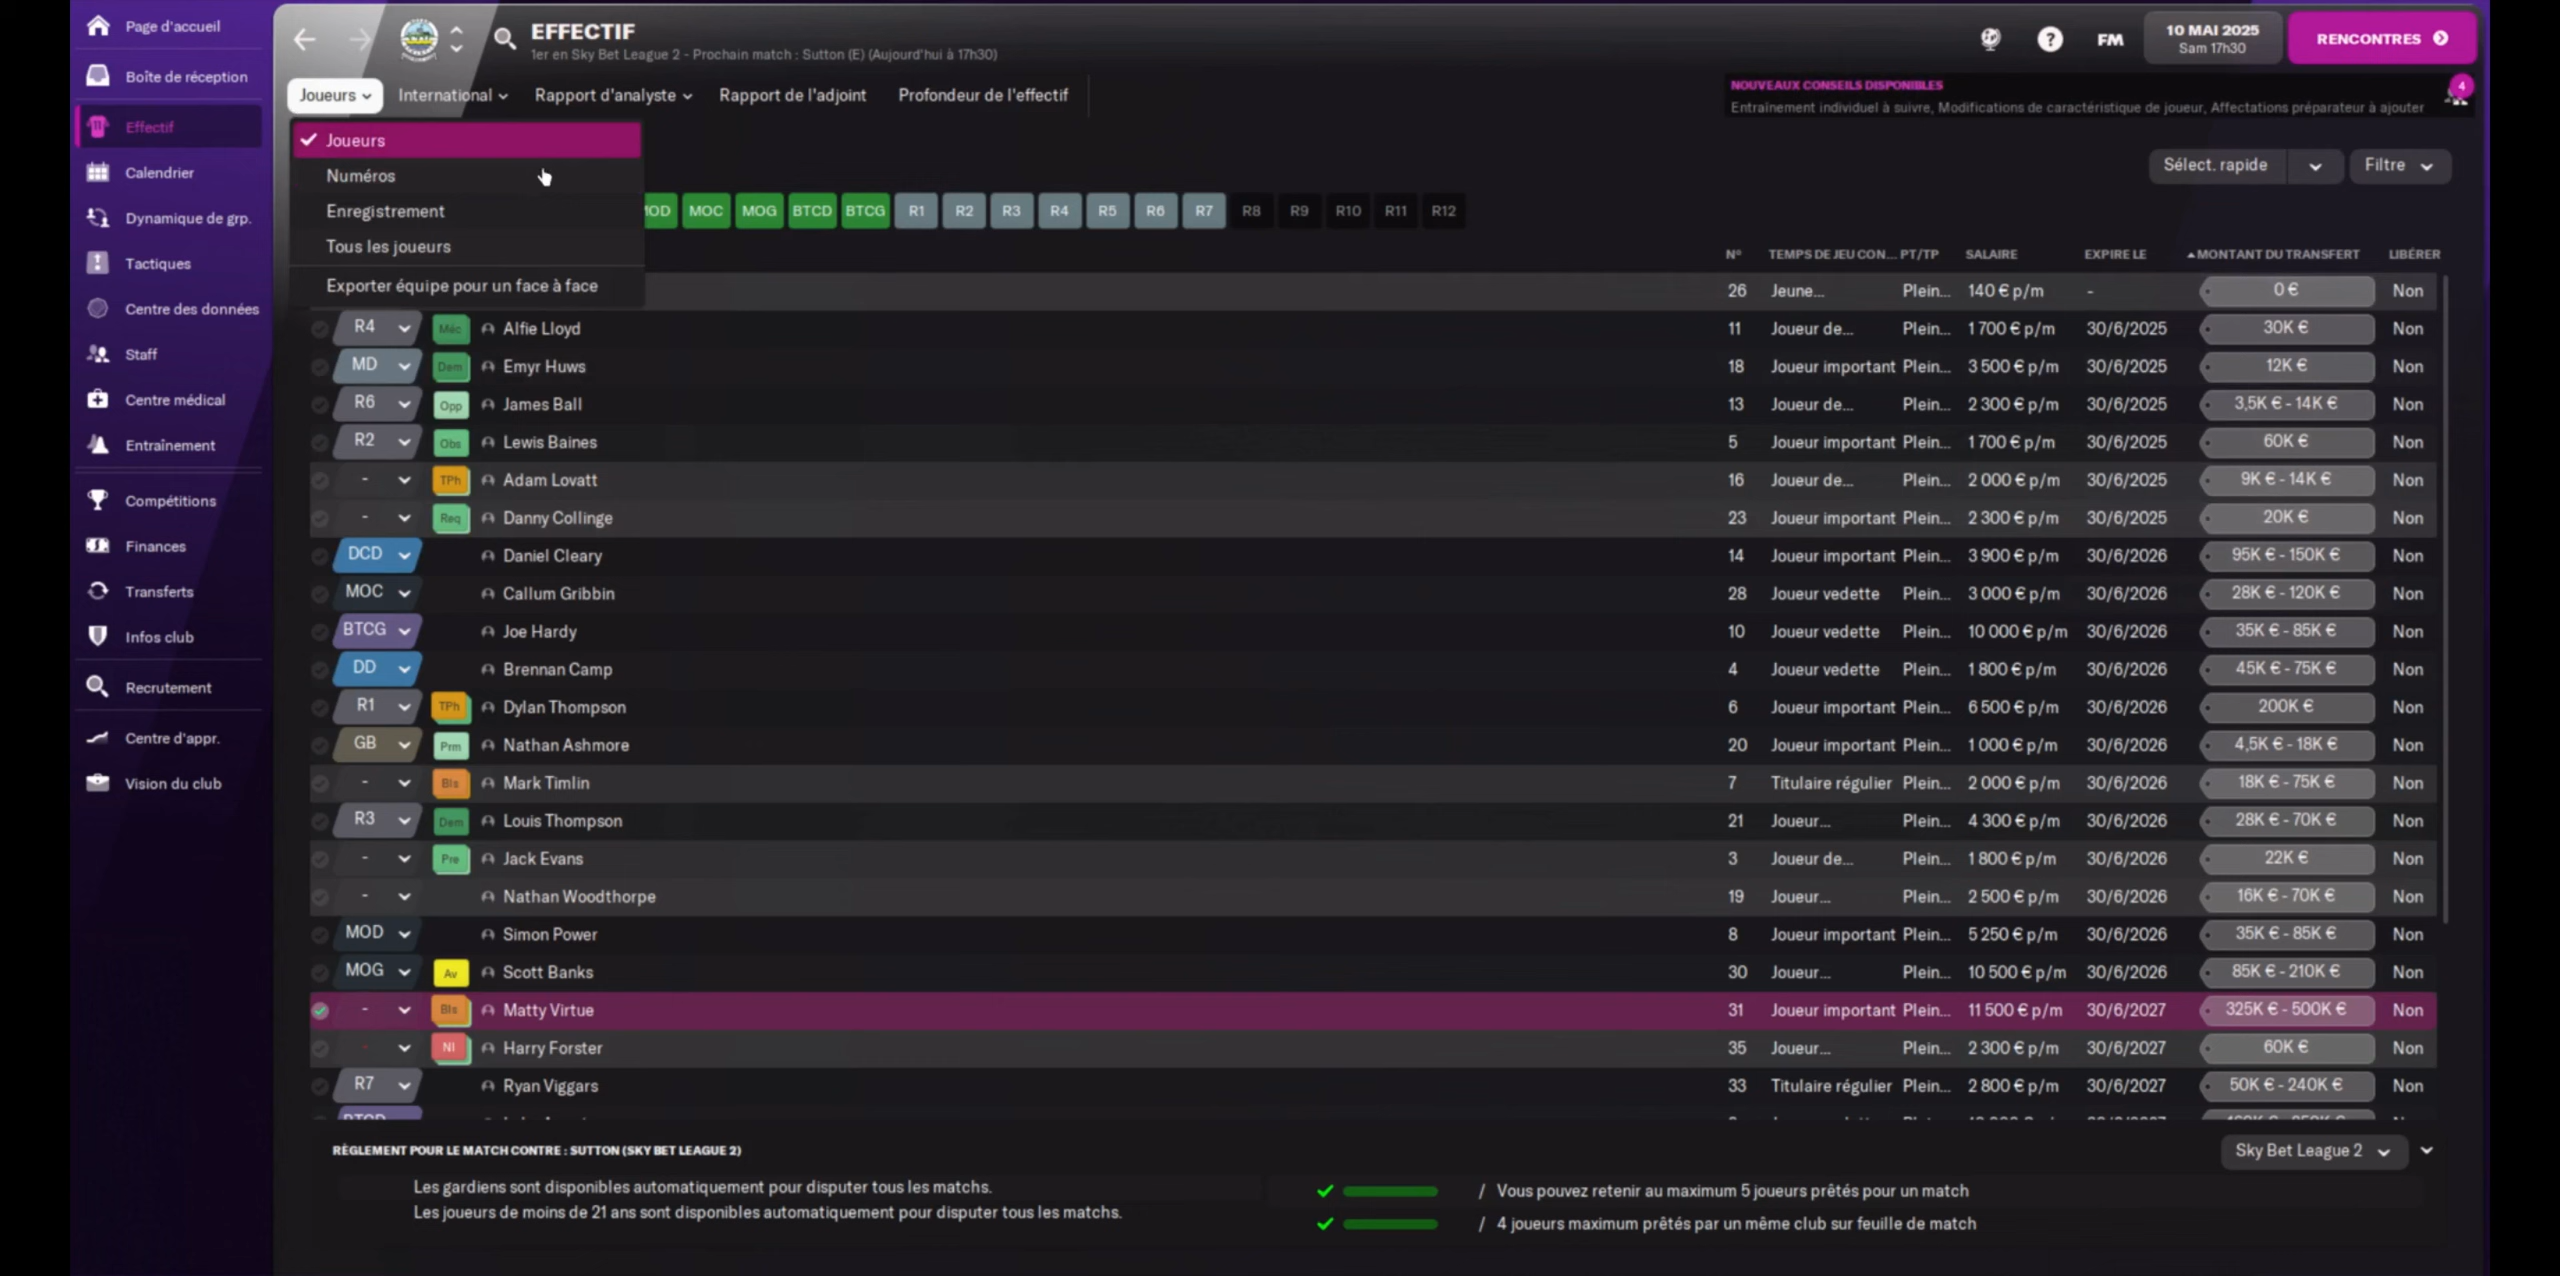 Page d'accueil
Boîte de réception
Effectif
Calendrier
Dynamique de grp.
Tactiques
Centre des données
Staff
Centre médical
Entraînement
Compétitions
Finances
Transferts
Infos club
Recrutement
Centre d'appr.
Vision du club
EFFECTIF
1er en Sky Bet League 2 - Prochain match : Sutton (E) (Aujourd'hui à 17h30)
? FM
10 MAI 2025
Sam 17h30
RENCONTRES
Joueurs International Rapport d'analyste Rapport de l'adjoint Profondeur de l'effectif
NOUVEAUX CONSEILS DISPONIBLES
4
Entraînement individuel à suivre, Modifications de caractéristique de joueur, Affectations préparateur à ajouter
Joueurs
Numéros
Enregistrement
Tous les joueurs
Exporter équipe pour un face à face
Sélect. rapide Filtre
MOC MOG BTCD BTCG R1 R2 R3 R4 R5 R6 R7 R8 R9 R10 R11 R12
N° TEMPS DE JEU CON... PT/TP SALAIRE EXPIRE LE MONTANT DU TRANSFERT LIBÉRER
26 Jeune... Plein... 140 € p/m - 0 € Non
R4 Méc Alfie Lloyd 11 Joueur de... Plein... 1 700 € p/m 30/6/2025 30K € Non
MD Dem Emyr Huws 18 Joueur important Plein... 3 500 € p/m 30/6/2025 12K € Non
R6 Opp James Ball 13 Joueur de... Plein... 2 300 € p/m 30/6/2025 3,5K € - 14K € Non
R2 Obs Lewis Baines 5 Joueur important Plein... 1 700 € p/m 30/6/2025 60K € Non
- TPh Adam Lovatt 16 Joueur de... Plein... 2 000 € p/m 30/6/2025 9K € - 14K € Non
- Req Danny Collinge 23 Joueur important Plein... 2 300 € p/m 30/6/2025 20K € Non
DCD Daniel Cleary 14 Joueur important Plein... 3 900 € p/m 30/6/2026 95K € - 150K € Non
MOC Callum Gribbin 28 Joueur vedette Plein... 3 000 € p/m 30/6/2026 28K € - 120K € Non
BTCG Joe Hardy 10 Joueur vedette Plein... 10 000 € p/m 30/6/2026 35K € - 85K € Non
DD Brennan Camp 4 Joueur vedette Plein... 1 800 € p/m 30/6/2026 45K € - 75K € Non
R1 TPh Dylan Thompson 6 Joueur important Plein... 6 500 € p/m 30/6/2026 200K € Non
GB Prm Nathan Ashmore 20 Joueur important Plein... 1 000 € p/m 30/6/2026 4,5K € - 18K € Non
- Bls Mark Timlin 7 Titulaire régulier Plein... 2 000 € p/m 30/6/2026 18K € - 75K € Non
R3 Dem Louis Thompson 21 Joueur... Plein... 4 300 € p/m 30/6/2026 28K € - 70K € Non
- Pre Jack Evans 3 Joueur de... Plein... 1 800 € p/m 30/6/2026 22K € Non
- Nathan Woodthorpe 19 Joueur... Plein... 2 500 € p/m 30/6/2026 16K € - 70K € Non
MOD Simon Power 8 Joueur important Plein... 5 250 € p/m 30/6/2026 35K € - 85K € Non
MOG Av Scott Banks 30 Joueur... Plein... 10 500 € p/m 30/6/2026 85K € - 210K € Non
- Bls Matty Virtue 31 Joueur important Plein... 11 500 € p/m 30/6/2027 325K € - 500K € Non
- NI Harry Forster 35 Joueur... Plein... 2 300 € p/m 30/6/2027 60K € Non
R7 Ryan Viggars 33 Titulaire régulier Plein... 2 800 € p/m 30/6/2027 50K € - 240K € Non
RÈGLEMENT POUR LE MATCH CONTRE : SUTTON (SKY BET LEAGUE 2)
Sky Bet League 2
Les gardiens sont disponibles automatiquement pour disputer tous les matchs.
Les joueurs de moins de 21 ans sont disponibles automatiquement pour disputer tous les matchs.
/ Vous pouvez retenir au maximum 5 joueurs prêtés pour un match
/ 4 joueurs maximum prêtés par un même club sur feuille de match